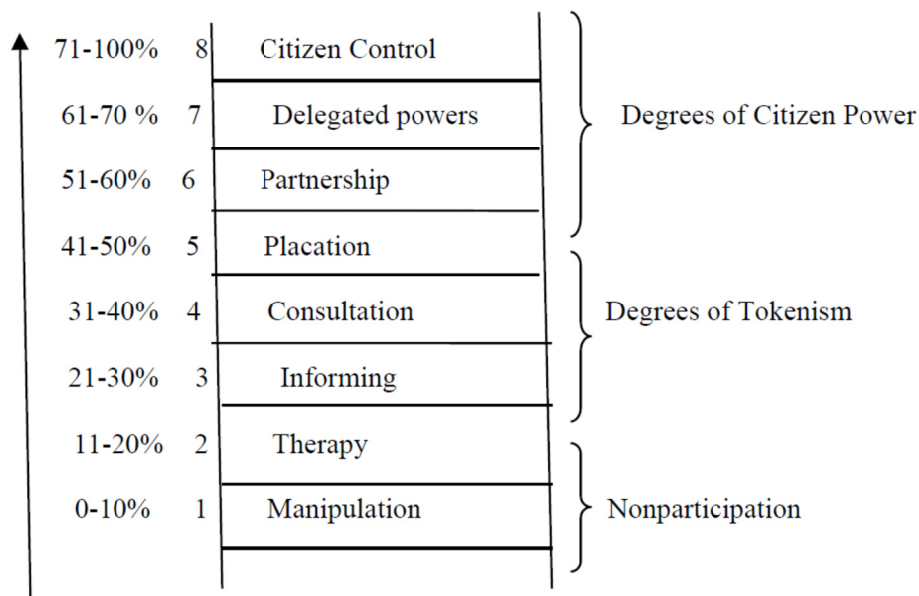 71-100% 8 Citizen Control
61-70 % 7 Delegated powers Degrees of Citizen Power
51-60% 6 Partnership
41-50% 5 Placation
31-40% 4 Consultation Degrees of Tokenism
21-30% 3 Informing
11-20% 2 Therapy
0-10% 1 Manipulation Nonparticipation